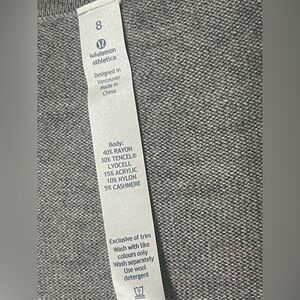 8
lululemon
athletica
Designed in
Vancouver
made in
China
Body:
40% RAYON
30% TENCEL®
LYOCELL
15% ACRYLIC
10% NYLON
5% CASHMERE
Exclusive of trim
Wash with like
colours only
Wash separately
Use wool
detergent